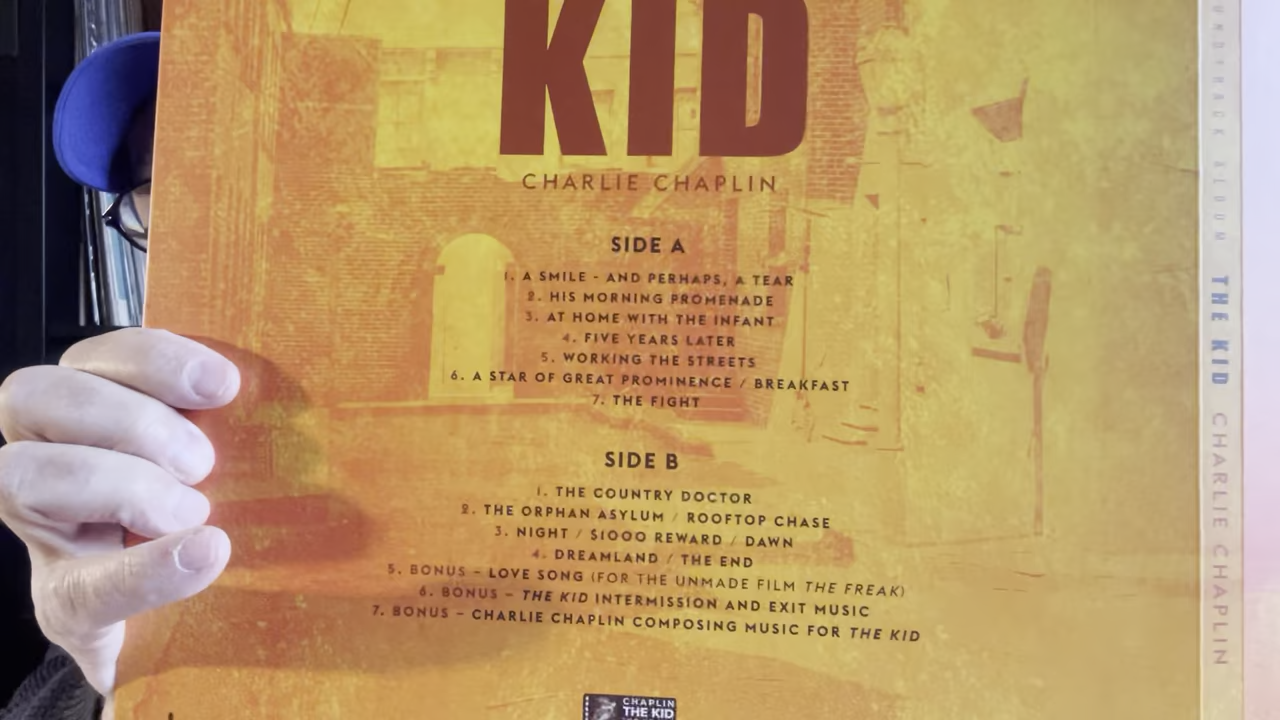 KID
CHARLIE CHAPLIN
SIDE A
1. A SMILE - AND PERHAPS, A TEAR
2. HIS MORNING PROMENADE
3. AT HOME WITH THE INFANT
4. FIVE YEARS LATER
5. WORKING THE STREETS
6. A STAR OF GREAT PROMINENCE / BREAKFAST
7. THE FIGHT
SIDE B
1. THE COUNTRY DOCTOR
2. THE ORPHAN ASYLUM / ROOFTOP CHASE
3. NIGHT / $1000 REWARD / DAWN
4. DREAMLAND / THE END
5. BONUS – LOVE SONG (FOR THE UNMADE FILM THE FREAK)
6. BONUS – THE KID INTERMISSION AND EXIT MUSIC
7. BONUS – CHARLIE CHAPLIN COMPOSING MUSIC FOR THE KID
CHAPLIN
THE KID
ALBUM THE KID CHARLIE CHAPLIN